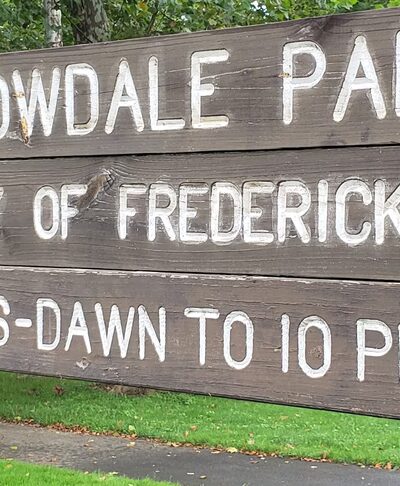 OWDALE PA
Y OF FREDERICK
S-DAWN TO 10 P